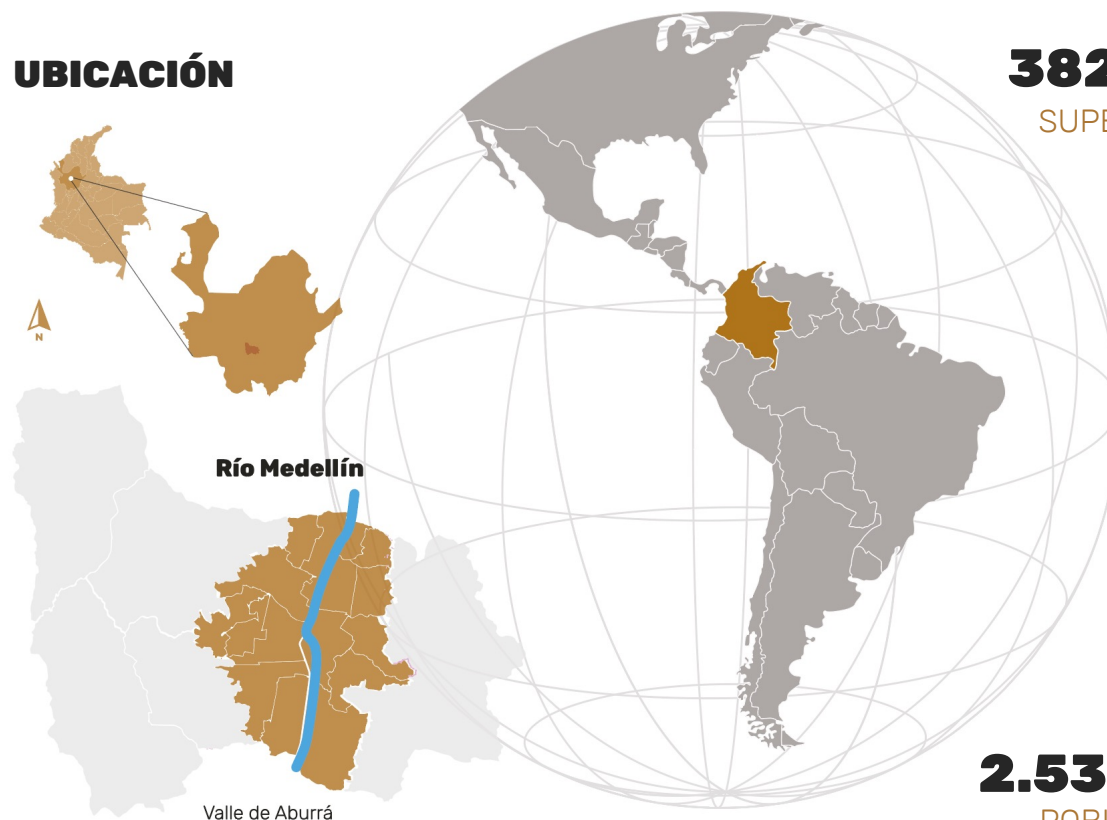 UBICACIÓN
382
SUPE
N
Río Medellín
Valle de Aburrá
2.53